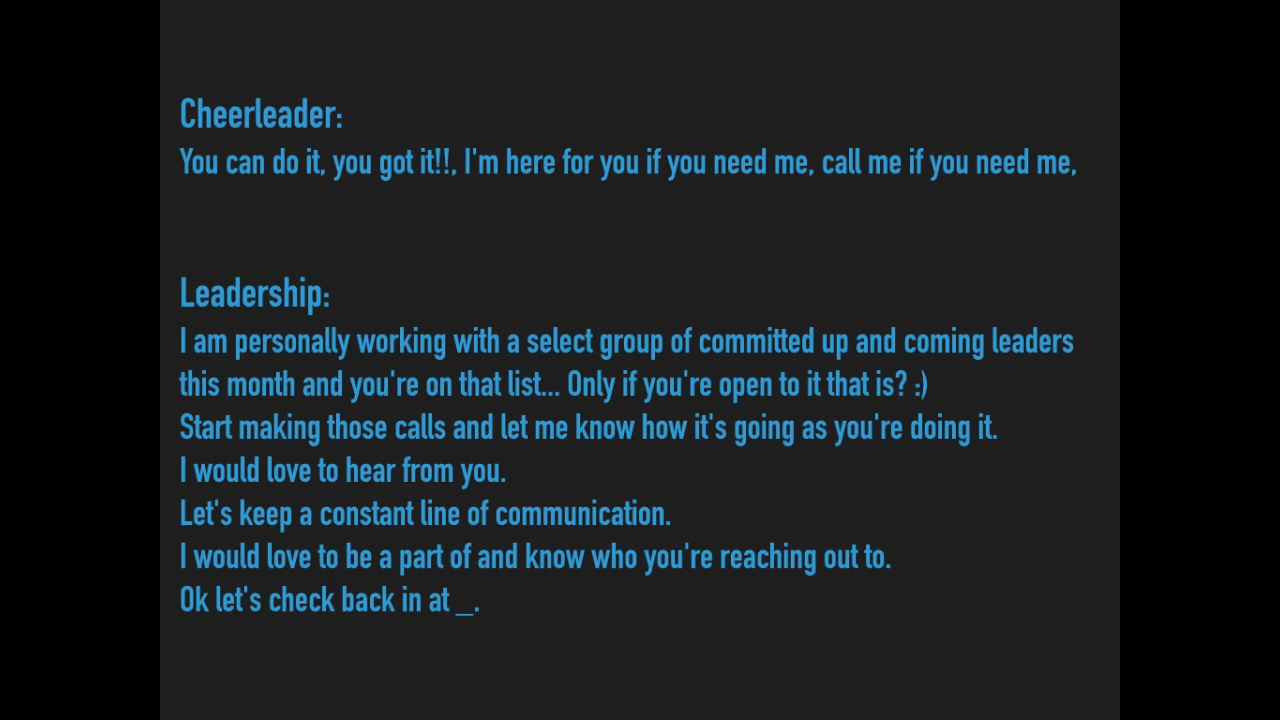 Cheerleader:
You can do it, you got it!!, I'm here for you if you need me, call me if you need me,
Leadership:
I am personally working with a select group of committed up and coming leaders
this month and you're on that list... Only if you're open to it that is? :)
Start making those calls and let me know how it's going as you're doing it.
I would love to hear from you.
Let's keep a constant line of communication.
I would love to be a part of and know who you're reaching out to.
Ok let's check back in at _.